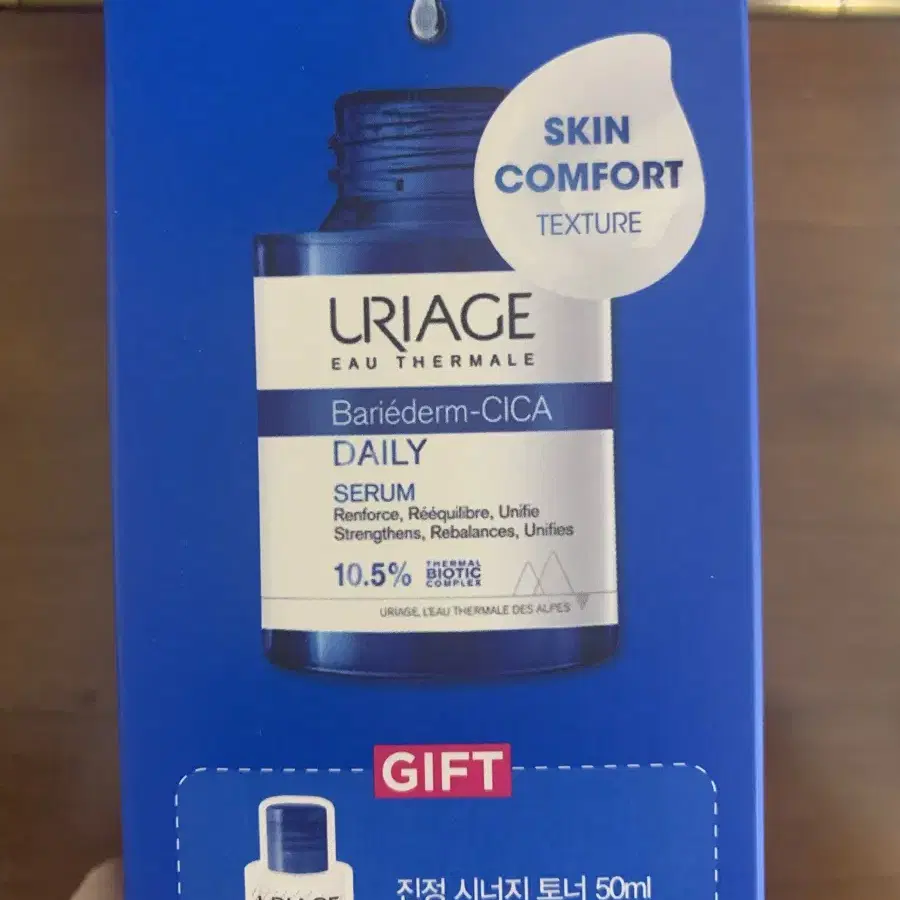 SKIN
COMFORT
TEXTURE
URIAGE
EAU THERMALE
Bariéderm-CICA
DAILY
SERUM
Renforce, Rééquilibre, Unifie
Strengthens, Rebalances, Unifies
10.5% THERMAL
BIOTIC
COMPLEX
URIAGE, L'EAU THERMALE DES ALPES
GIFT
진정 시너지 토너 50ml
URIAGE